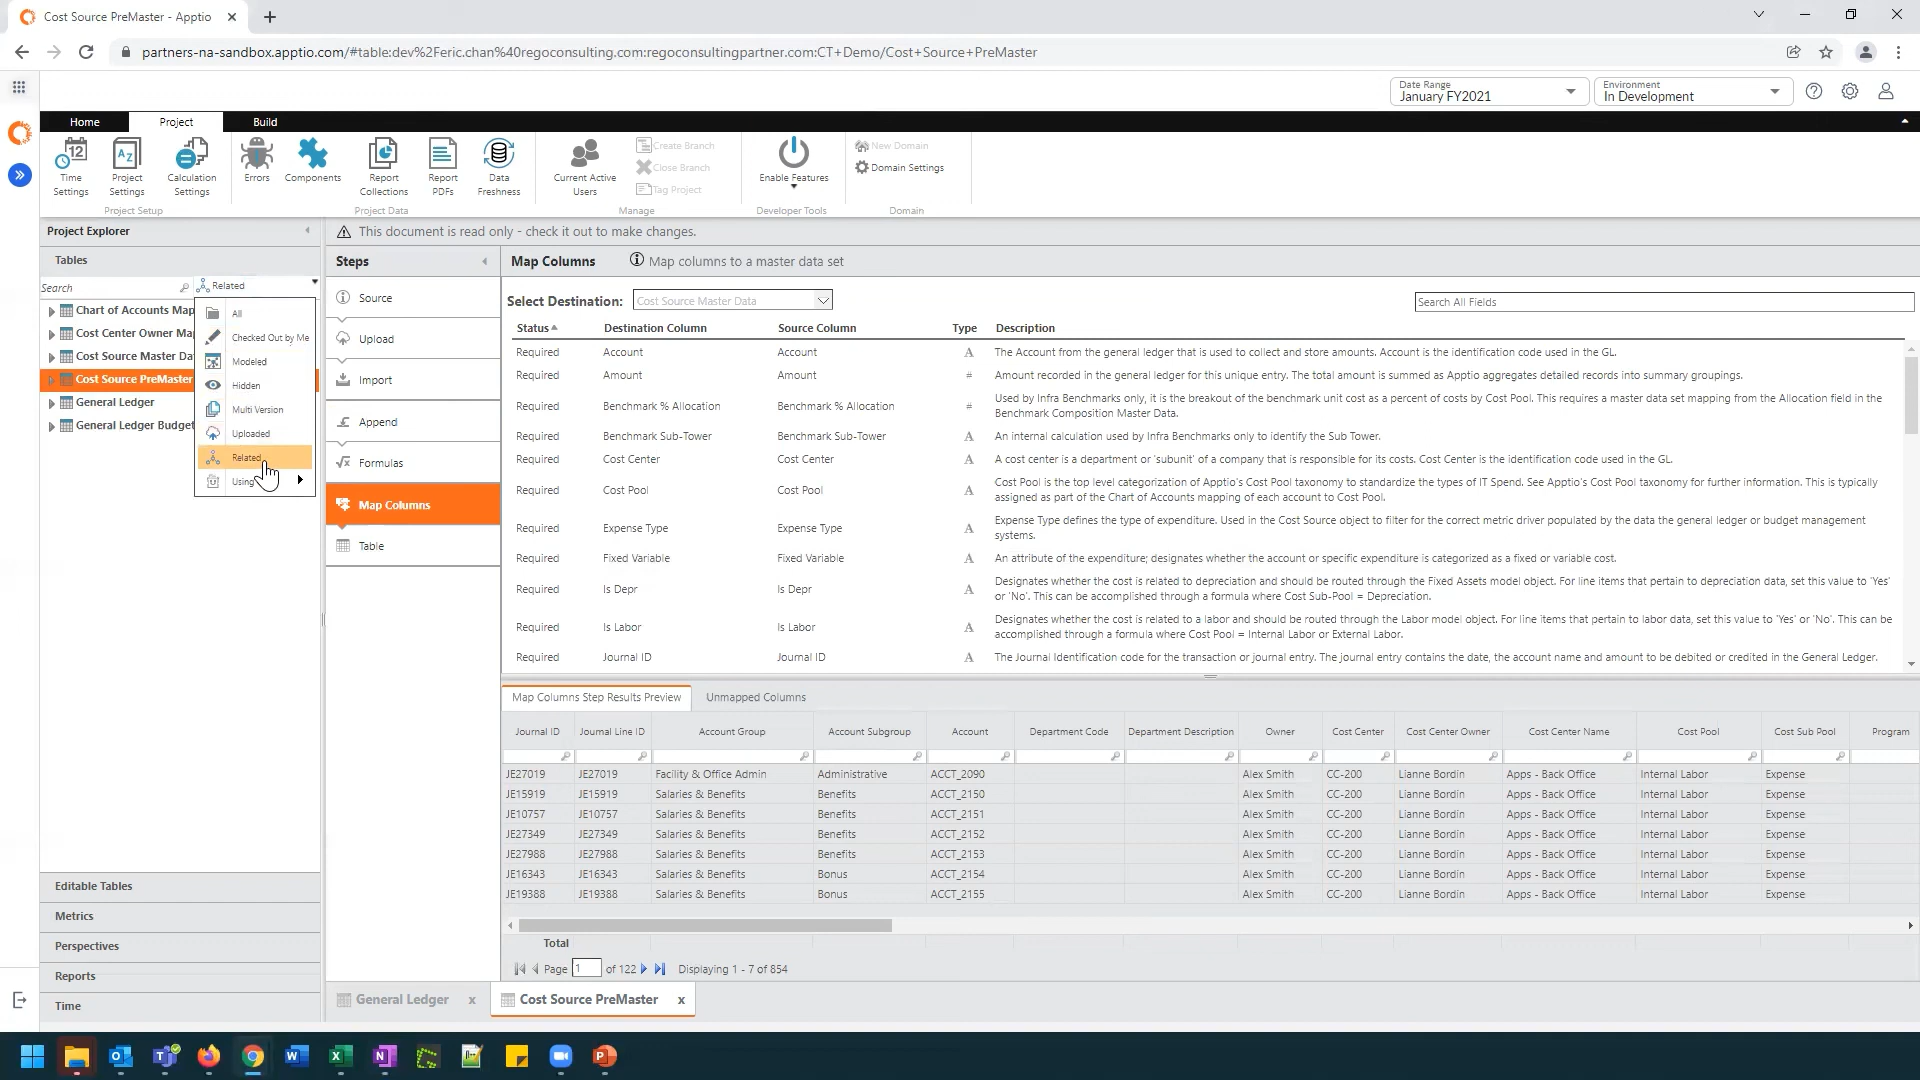 Cost Source PreMaster - Apptio
partners-na-sandbox.apptio.com/#table:dev%2Feric.chan%40regoconsulting.com:regoconsultingpartner.com:CT+Demo/Cost+Source+PreMaster
Date Range
January FY2021
Environment
In Development
Home Project Build
Time Settings
Project Settings
Calculation Settings
Errors
Components
Report Collections
Report PDFs
Data Freshness
Current Active Users
Create Branch
Close Branch
Tag Project
Enable Features
New Domain
Domain Settings
Project Setup Project Data Manage Developer Tools Domain
Project Explorer
This document is read only - check it out to make changes.
Tables
Search
Related
Chart of Accounts Map
Cost Center Owner Ma
Cost Source Master Da
Cost Source PreMaster
General Ledger
General Ledger Budget
All
Checked Out by Me
Modeled
Hidden
Multi Version
Uploaded
Related
Using
Editable Tables
Metrics
Perspectives
Reports
Time
Steps
Source
Upload
Import
Append
Formulas
Map Columns
Table
Map Columns Map columns to a master data set
Select Destination: Cost Source Master Data
Search All Fields
Status Destination Column Source Column Type Description
Required Account Account A The Account from the general ledger that is used to collect and store amounts. Account is the identification code used in the GL.
Required Amount Amount # Amount recorded in the general ledger for this unique entry. The total amount is summed as Apptio aggregates detailed records into summary groupings.
Required Benchmark % Allocation Benchmark % Allocation # Used by Infra Benchmarks only, it is the breakout of the benchmark unit cost as a percent of costs by Cost Pool. This requires a master data set mapping from the Allocation field in the
Benchmark Composition Master Data.
Required Benchmark Sub-Tower Benchmark Sub-Tower A An internal calculation used by Infra Benchmarks only to identify the Sub Tower.
Required Cost Center Cost Center A A cost center is a department or 'subunit' of a company that is responsible for its costs. Cost Center is the identification code used in the GL.
Required Cost Pool Cost Pool A Cost Pool is the top level categorization of Apptio's Cost Pool taxonomy to standardize the types of IT Spend. See Apptio's Cost Pool taxonomy for further information. This is typically
assigned as part of the Chart of Accounts mapping of each account to Cost Pool.
Required Expense Type Expense Type A Expense Type defines the type of expenditure. Used in the Cost Source object to filter for the correct metric driver populated by the data the general ledger or budget management
systems.
Required Fixed Variable Fixed Variable A An attribute of the expenditure; designates whether the account or specific expenditure is categorized as a fixed or variable cost.
Required Is Depr Is Depr A Designates whether the cost is related to depreciation and should be routed through the Fixed Assets model object. For line items that pertain to depreciation data, set this value to 'Yes'
or 'No'. This can be accomplished through a formula where Cost Sub-Pool = Depreciation.
Required Is Labor Is Labor A Designates whether the cost is related to a labor and should be routed through the Labor model object. For line items that pertain to labor data, set this value to 'Yes' or 'No'. This can be
accomplished through a formula where Cost Pool = Internal Labor or External Labor.
Required Journal ID Journal ID A The Journal Identification code for the transaction or journal entry. The journal entry contains the date, the account name and amount to be debited or credited in the General Ledger.
Map Columns Step Results Preview Unmapped Columns
Journal ID Journal Line ID Account Group Account Subgroup Account Department Code Department Description Owner Cost Center Cost Center Owner Cost Center Name Cost Pool Cost Sub Pool Program
JE27019 JE27019 Facility & Office Admin Administrative ACCT_2090 Alex Smith CC-200 Lianne Bordin Apps - Back Office Internal Labor Expense
JE15919 JE15919 Salaries & Benefits Benefits ACCT_2150 Alex Smith CC-200 Lianne Bordin Apps - Back Office Internal Labor Expense
JE10757 JE10757 Salaries & Benefits Benefits ACCT_2151 Alex Smith CC-200 Lianne Bordin Apps - Back Office Internal Labor Expense
JE27349 JE27349 Salaries & Benefits Benefits ACCT_2152 Alex Smith CC-200 Lianne Bordin Apps - Back Office Internal Labor Expense
JE27988 JE27988 Salaries & Benefits Benefits ACCT_2153 Alex Smith CC-200 Lianne Bordin Apps - Back Office Internal Labor Expense
JE16343 JE16343 Salaries & Benefits Bonus ACCT_2154 Alex Smith CC-200 Lianne Bordin Apps - Back Office Internal Labor Expense
JE19388 JE19388 Salaries & Benefits Bonus ACCT_2155 Alex Smith CC-200 Lianne Bordin Apps - Back Office Internal Labor Expense
Total
Page 1 of 122 Displaying 1 - 7 of 854
General Ledger x Cost Source PreMaster x